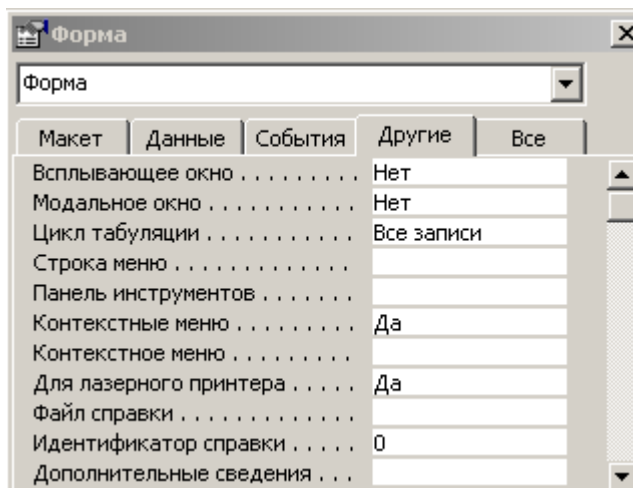 Форма
Форма
Макет Данные События Другие Все
Всплывающее окно . . . . . . . . . Нет
Модальное окно . . . . . . . . . . . Нет
Цикл табуляции . . . . . . . . . . . Все записи
Строка меню . . . . . . . . . . . . .
Панель инструментов . . . . . . .
Контекстные меню . . . . . . . . . Да
Контекстное меню . . . . . . . . .
Для лазерного принтера . . . . . Да
Файл справки . . . . . . . . . . . . .
Идентификатор справки . . . . . 0
Дополнительные сведения . . .